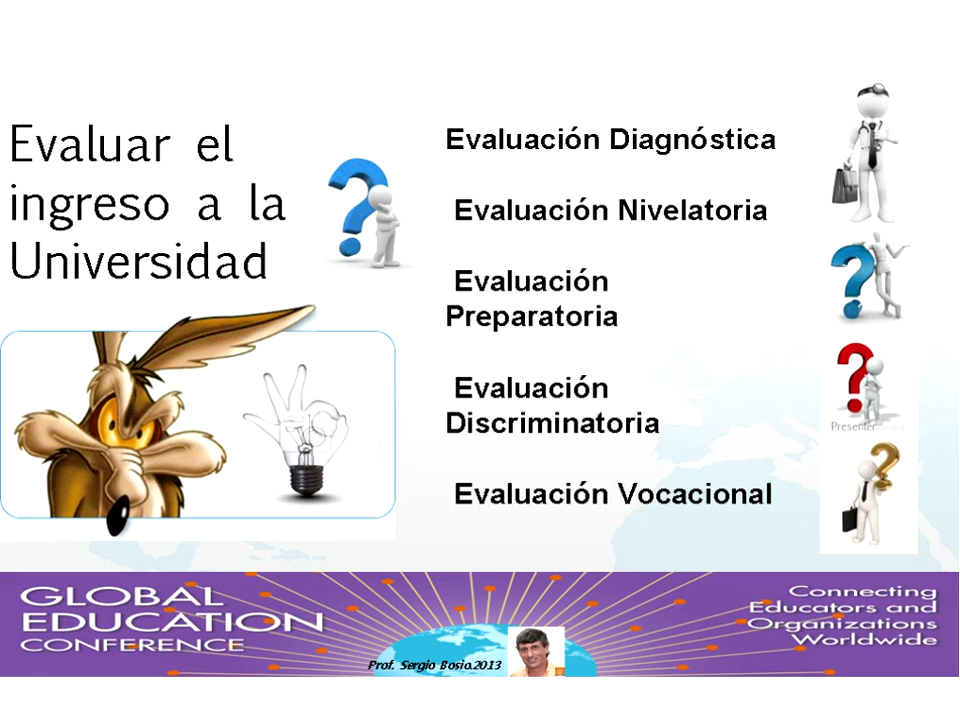 Evaluar el
ingreso a la
Universidad
Evaluación Diagnóstica
Evaluación Nivelatoria
Evaluación
Preparatoria
Evaluación
Discriminatoria
Evaluación Vocacional
Presenter
GLOBAL
EDUCATION
CONFERENCE
Connecting
Educators and
Organizations
Worldwide
Prof. Sergio Bosio.2013